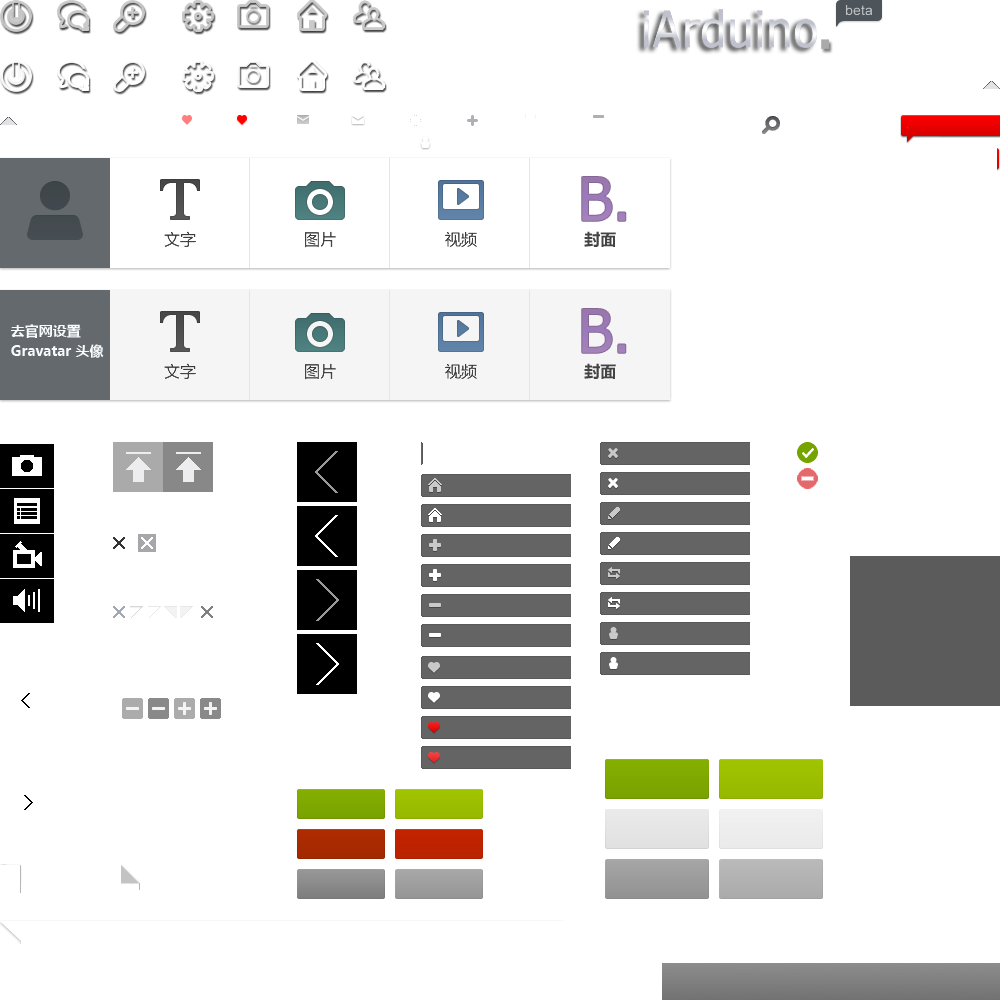 iArduino.
beta
文字
图片
视频
B.
封面
去官网设置
Gravatar 头像
文字
图片
视频
B.
封面